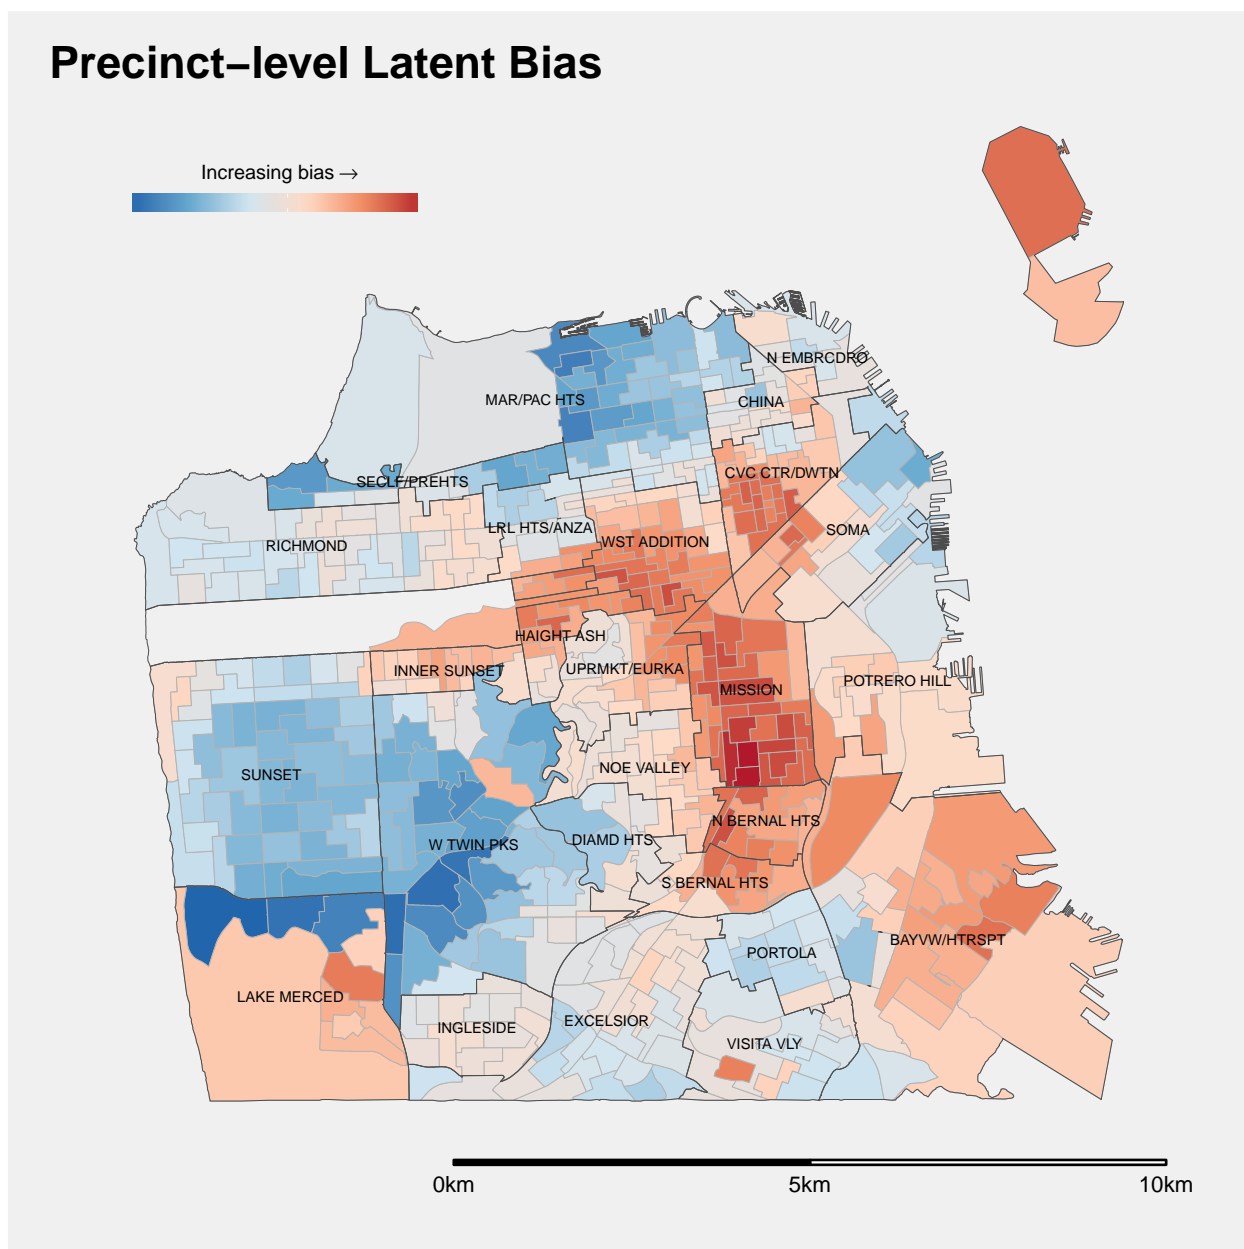 Precinct–level Latent Bias
Increasing bias →
N EMBRCDRO
MAR/PAC HTS
CHINA
SECLF/PREHTS
CVC CTR/DWTN
LRL HTS/ANZA
SOMA
RICHMOND
WST ADDITION
HAIGHT ASH
INNER SUNSET
UPRMKT/EURKA
MISSION
POTRERO HILL
SUNSET
NOE VALLEY
N BERNAL HTS
W TWIN PKS
DIAMD HTS
S BERNAL HTS
BAYVW/HTRSPT
PORTOLA
LAKE MERCED
INGLESIDE
EXCELSIOR
VISITA VLY
0km 5km 10km